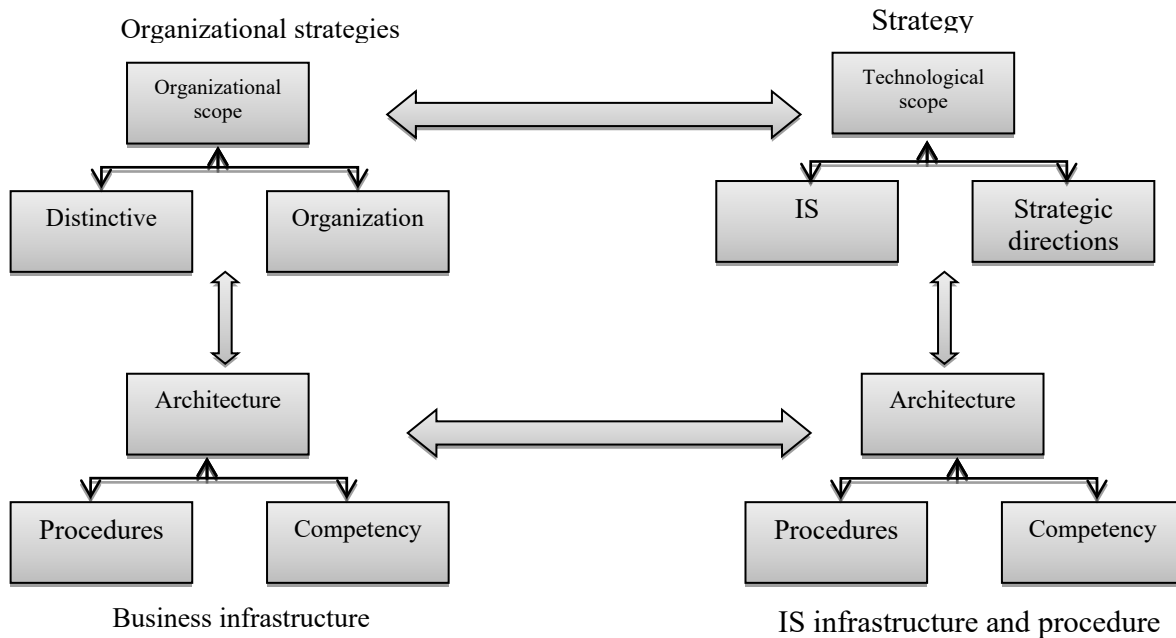 Organizational strategies
Strategy
Organizational
scope
Technological
scope
Distinctive
Organization
IS
Strategic
directions
Architecture
Architecture
Procedures
Competency
Procedures
Competency
Business infrastructure
IS infrastructure and procedure